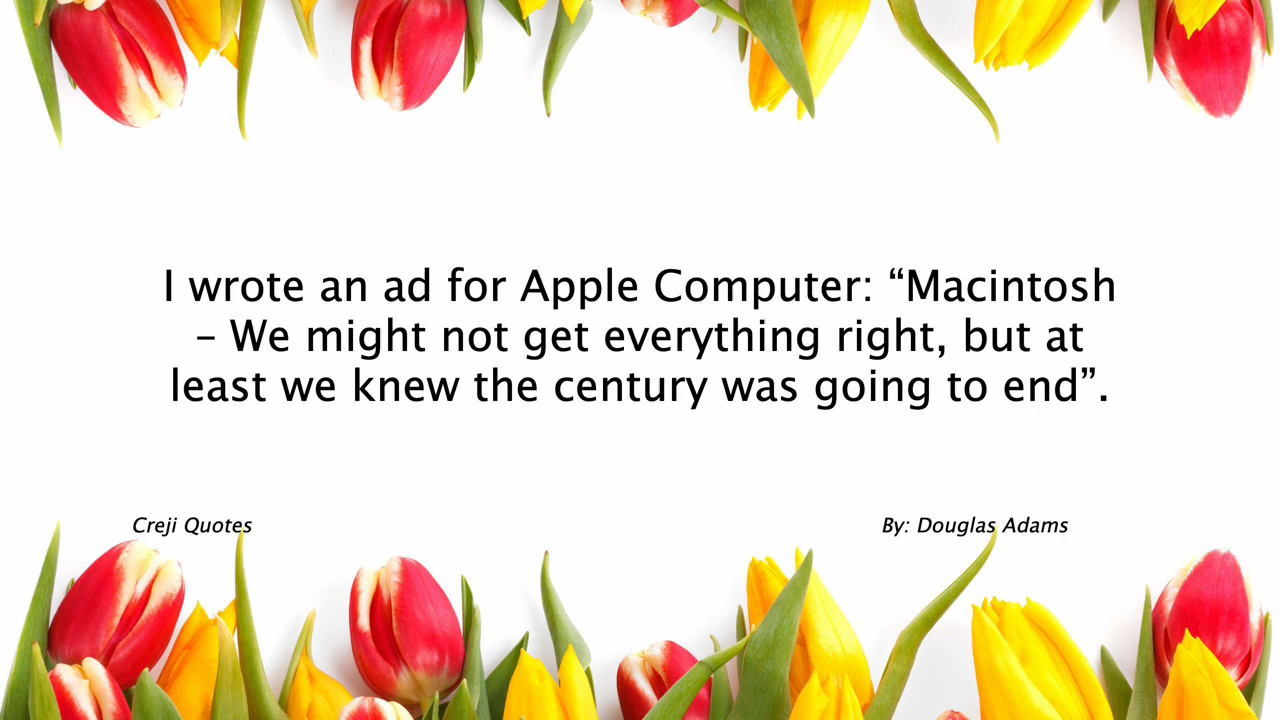 I wrote an ad for Apple Computer: “Macintosh
– We might not get everything right, but at
least we knew the century was going to end”.
Creji Quotes
By: Douglas Adams